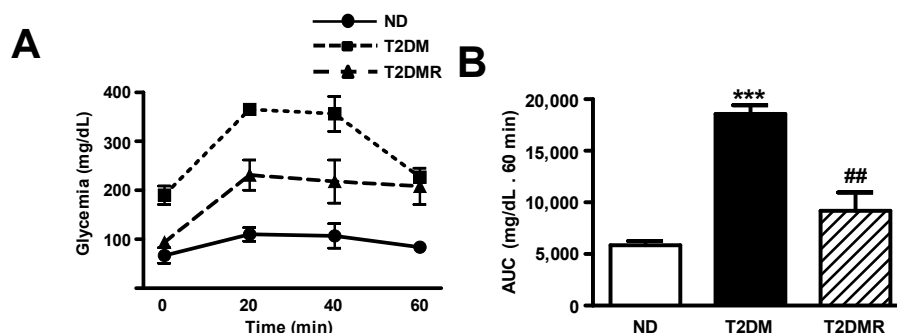 A
ND
T2DM
T2DMR
Glycemia (mg/dL)
400
300
200
100
0
20
40
60
Time (min)
B
AUC (mg/dL . 60 min)
20,000
15,000
10,000
5,000
0
***
##
ND
T2DM
T2DMR